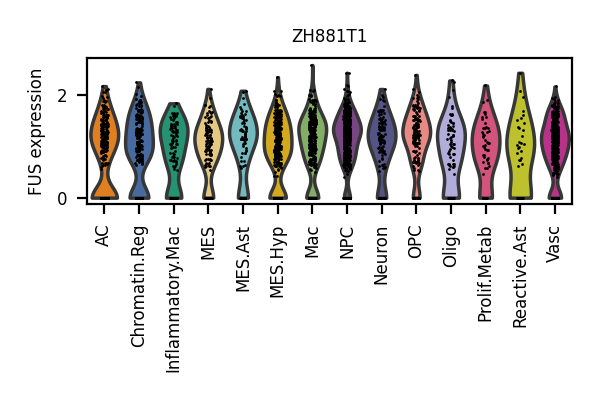 ZH881T1
FUS expression
2
0
AC
Chromatin.Reg
Inflammatory.Mac
MES
MES.Ast
MES.Hyp
Mac
NPC
Neuron
OPC
Oligo
Prolif.Metab
Reactive.Ast
Vasc